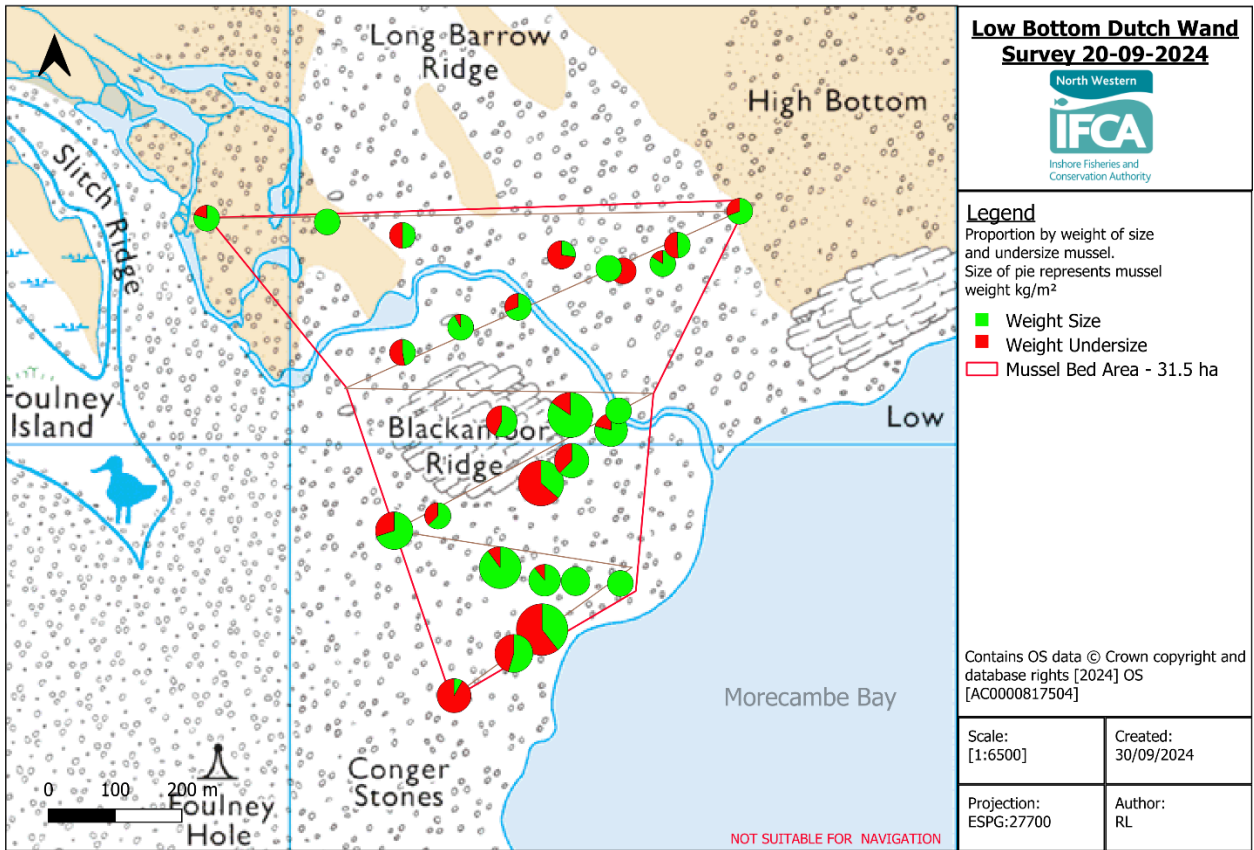 Long Barrow
Ridge
High Bottom
Slitch Ridge
Foulney
Island
Blackamoor
Ridge
Low
Morecambe Bay
Conger
Stones
0 100 200 m
Foulney
Hole
NOT SUITABLE FOR NAVIGATION
Low Bottom Dutch Wand
Survey 20-09-2024
North Western
IFCA
Inshore Fisheries and
Conservation Authority
Legend
Proportion by weight of size
and undersize mussel.
Size of pie represents mussel
weight kg/m²
Weight Size
Weight Undersize
Mussel Bed Area - 31.5 ha
Contains OS data © Crown copyright and
database rights [2024] OS
[AC0000817504]
Scale:
[1:6500]
Created:
30/09/2024
Projection:
ESPG:27700
Author:
RL